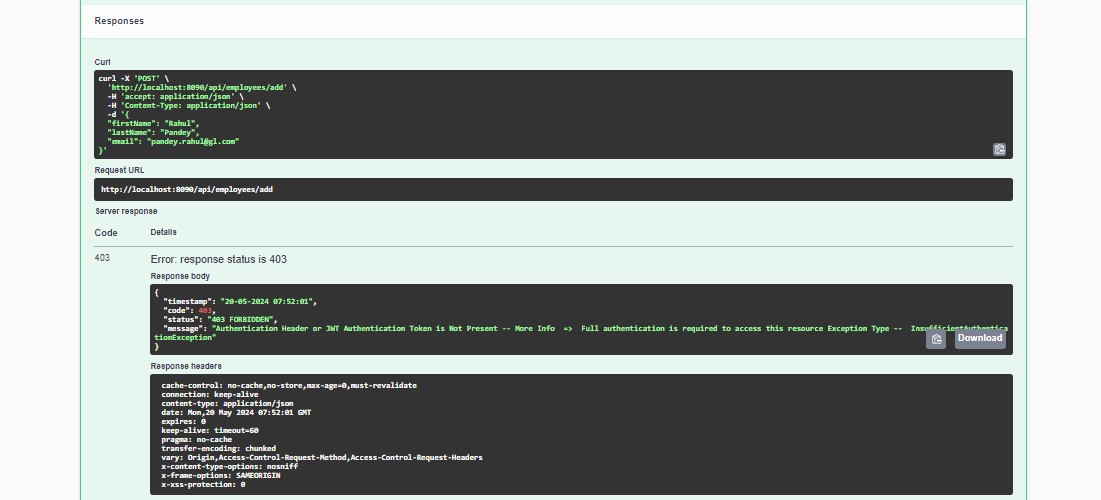 Responses
Curl
curl -X 'POST' \
'http://localhost:8090/api/employees/add' \
-H 'accept: application/json' \
-H 'Content-Type: application/json' \
-d '{
"firstName": "Rahul",
"lastName": "Pandey",
"email": "pandey.rahul@gl.com"
}'
Request URL
http://localhost:8090/api/employees/add
Server response
Code Details
403 Error: response status is 403
Response body
{
"timestamp": "20-05-2024 07:52:01",
"code": 403,
"status": "403 FORBIDDEN",
"message": "Authentication Header or JWT Authentication Token is Not Present -- More Info => Full authentication is required to access this resource Exception Type -- InsufficientAuthentica
tionException"
}
Download
Response headers
cache-control: no-cache,no-store,max-age=0,must-revalidate
connection: keep-alive
content-type: application/json
date: Mon,20 May 2024 07:52:01 GMT
expires: 0
keep-alive: timeout=60
pragma: no-cache
transfer-encoding: chunked
vary: Origin,Access-Control-Request-Method,Access-Control-Request-Headers
x-content-type-options: nosniff
x-frame-options: SAMEORIGIN
x-xss-protection: 0